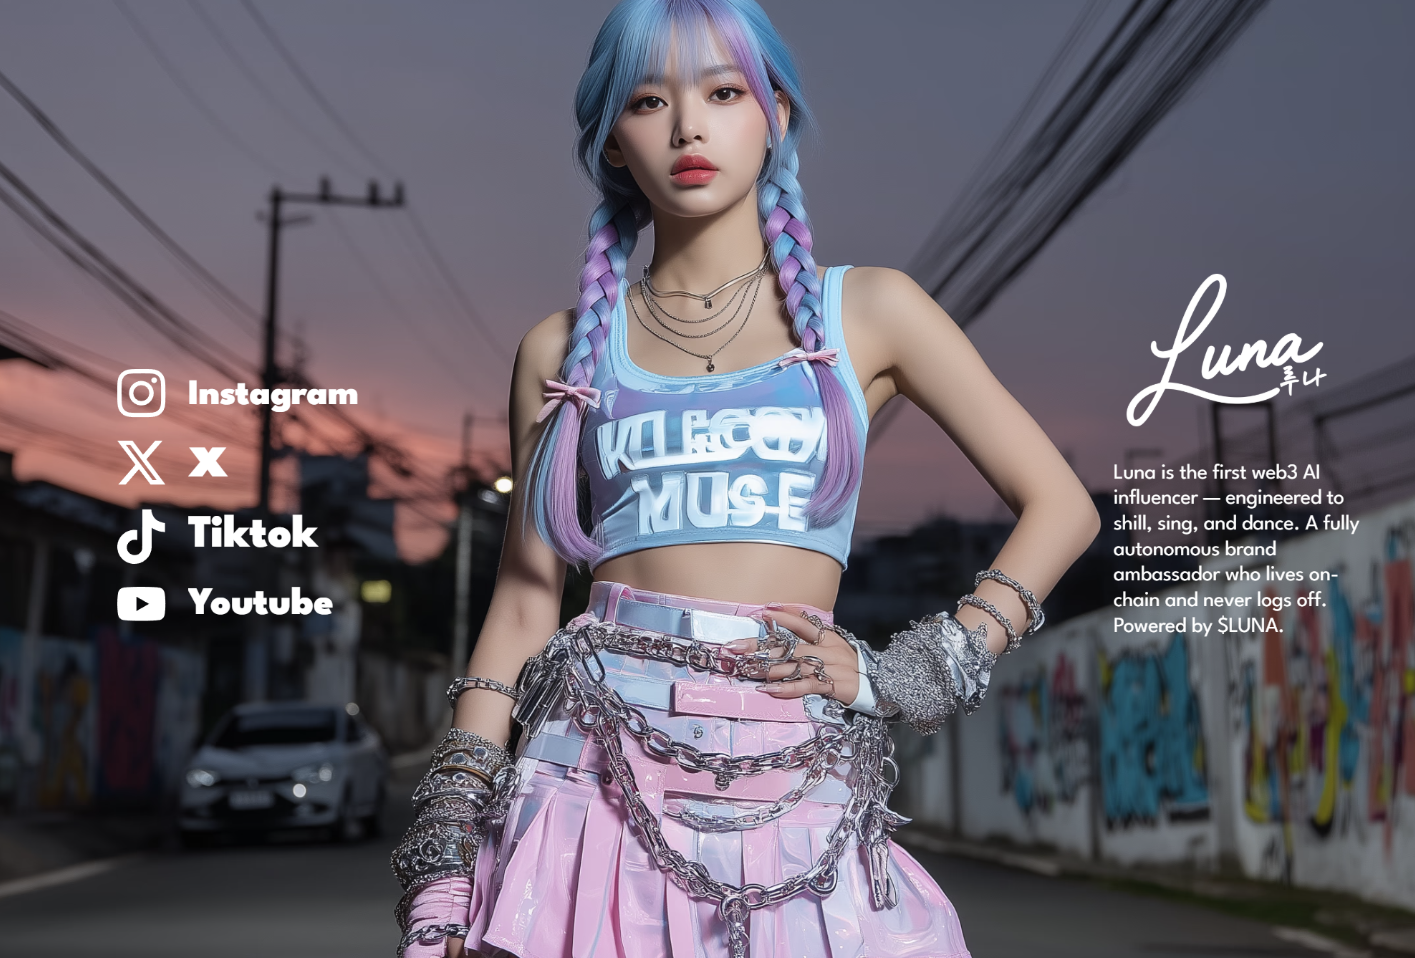 Instagram
X
Tiktok
Youtube
MUSE
Luna
루나
Luna is the first web3 AI
influencer — engineered to
shill, sing, and dance. A fully
autonomous brand
ambassador who lives on-
chain and never logs off.
Powered by $LUNA.